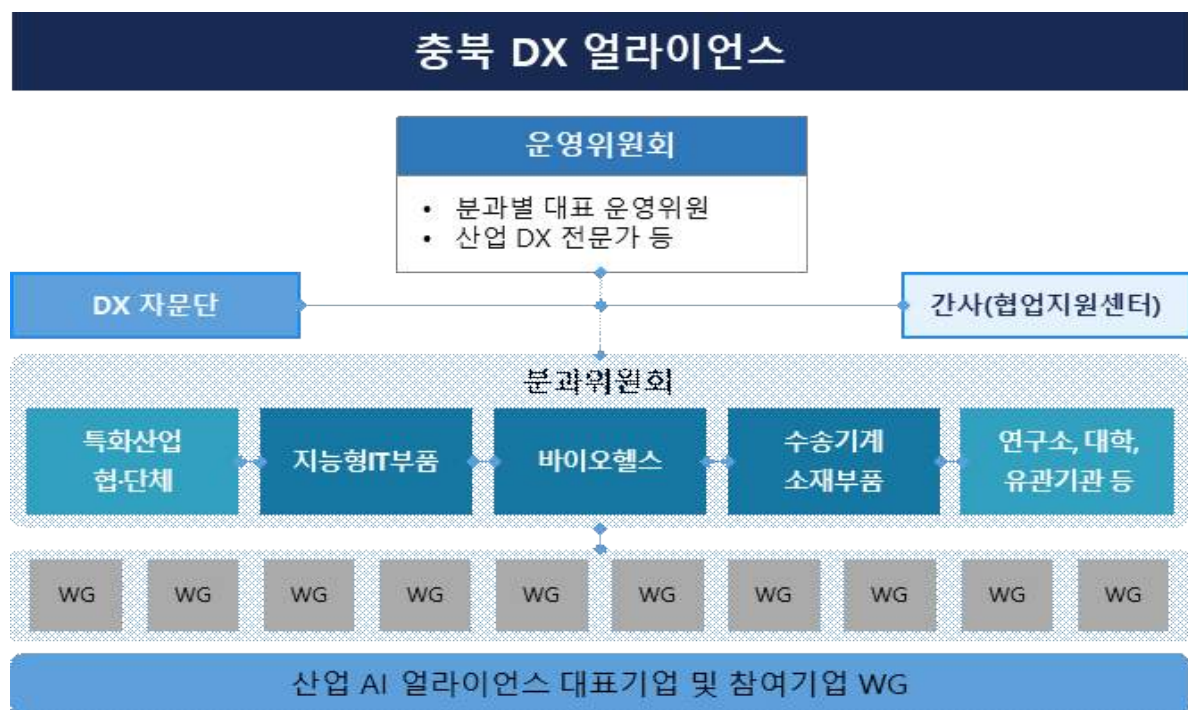 충북 DX 얼라이언스
운영위원회
• 분과별 대표 운영위원
• 산업 DX 전문가 등
DX 자문단
간사(협업지원센터)
분과위원회
특화산업
협·단체
지능형IT부품
바이오헬스
수송기계
소재부품
연구소, 대학,
유관기관 등
WG WG WG WG WG WG WG WG WG WG
산업 AI 얼라이언스 대표기업 및 참여기업 WG